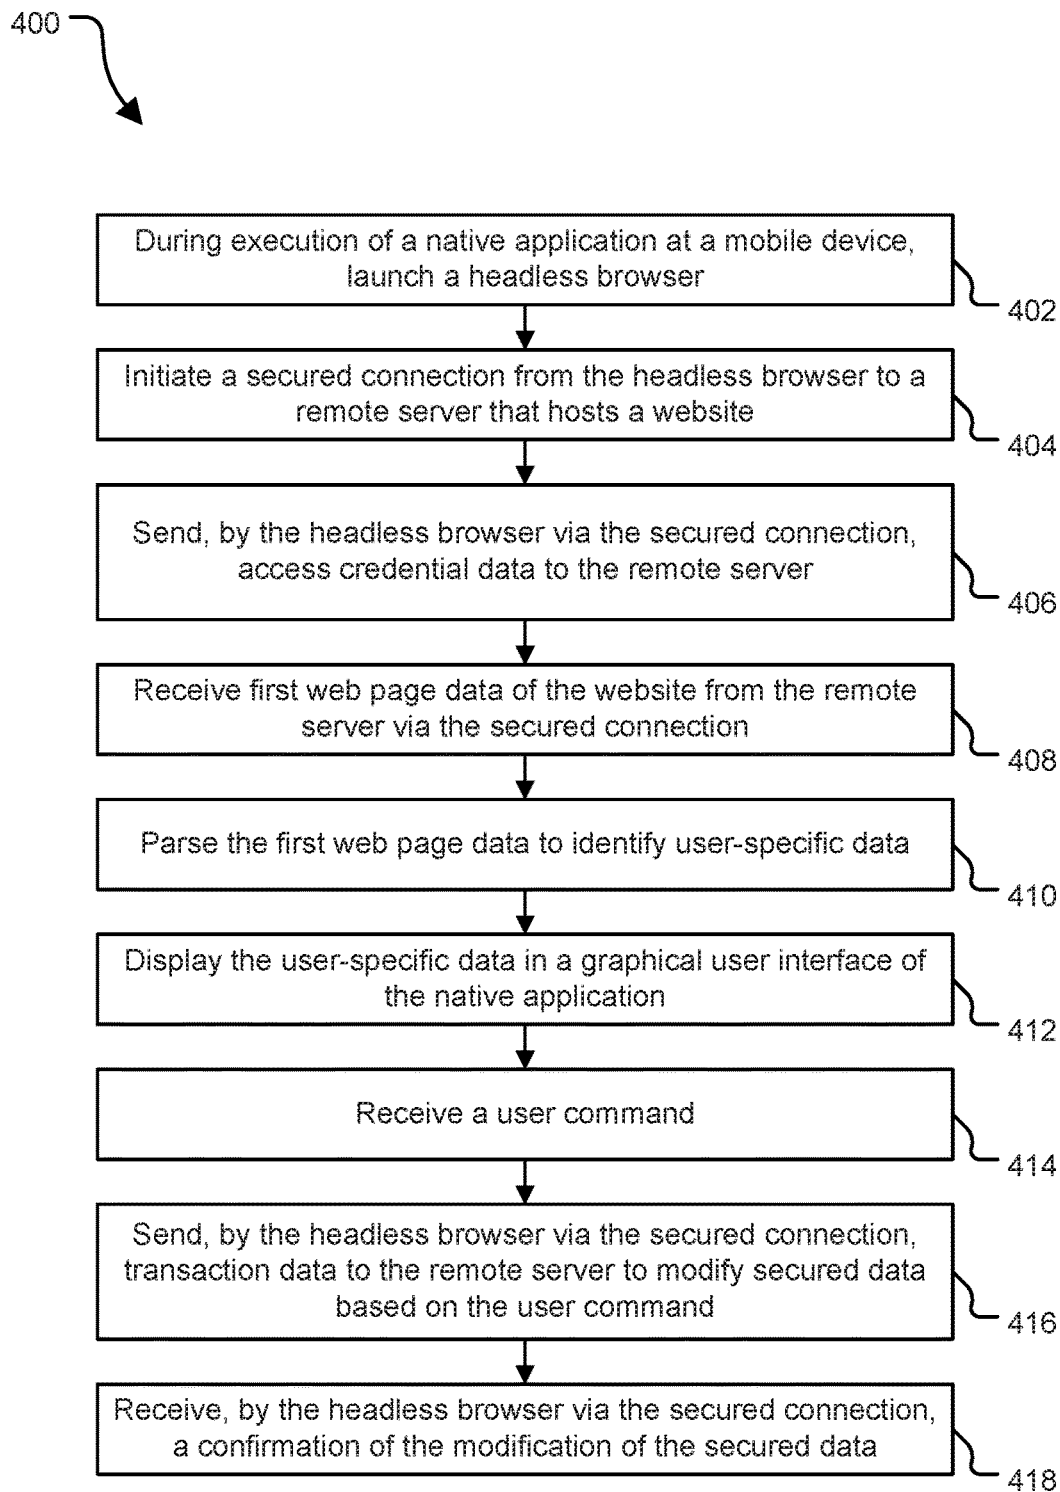 400
During execution of a native application at a mobile device,
launch a headless browser
402
Initiate a secured connection from the headless browser to a
remote server that hosts a website
404
Send, by the headless browser via the secured connection,
access credential data to the remote server
406
Receive first web page data of the website from the remote
server via the secured connection
408
Parse the first web page data to identify user-specific data
410
Display the user-specific data in a graphical user interface of
the native application
412
Receive a user command
414
Send, by the headless browser via the secured connection,
transaction data to the remote server to modify secured data
based on the user command
416
Receive, by the headless browser via the secured connection,
a confirmation of the modification of the secured data
418